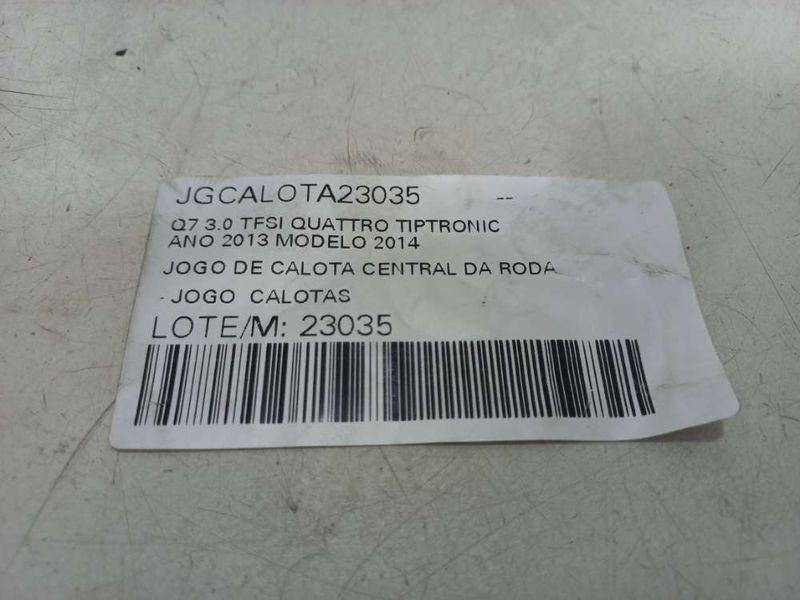 JGCALOTA23035 --
Q7 3.0 TFSI QUATTRO TIPTRONIC
ANO 2013 MODELO 2014
JOGO DE CALOTA CENTRAL DA RODA
- JOGO CALOTAS
LOTE/M: 23035